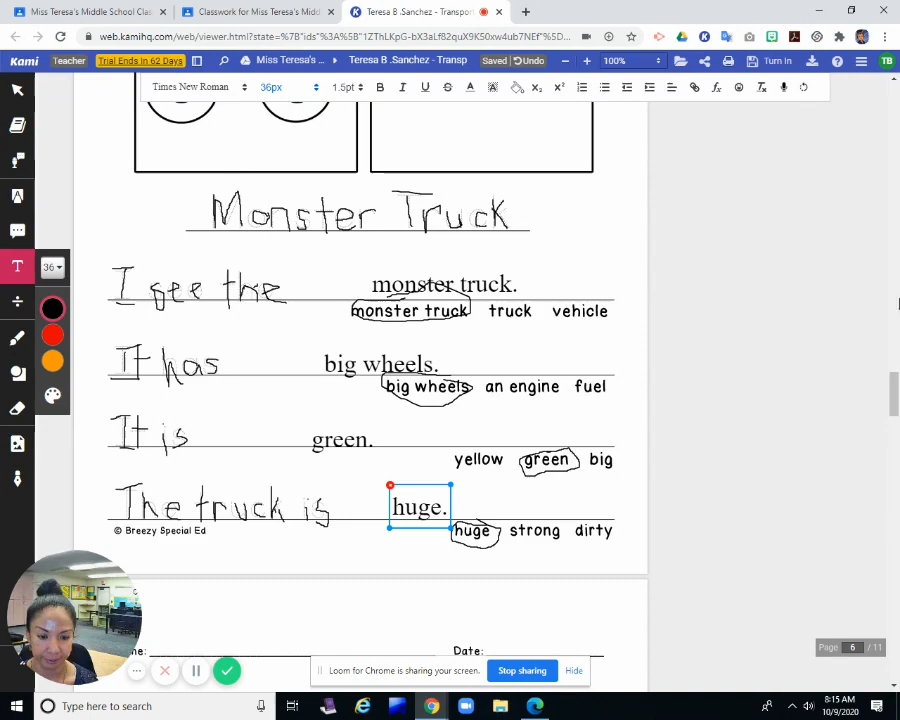 Miss Teresa's Middle School Clas
Classwork for Miss Teresa's Midd
Teresa B .Sanchez - Transport
web.kamihq.com/web/viewer.html?state=%7B"ids"%3A%5B"1ZThLKpG-bX3aLf82quX9K5ml0xw4ub7NEf"%5D%...
Kami
Teacher
Trial Ends In 62 Days
Miss Teresa's ...
Teresa B .Sanchez - Transp
Saved
Undo
100%
Turn In
TB
Times New Roman
36px
1.5pt
B I U S A
Monster Truck
I see the monster truck.
monster truck truck vehicle
It has big wheels.
big wheels an engine fuel
It is green.
yellow green big
The truck is huge.
© Breezy Special Ed
huge strong dirty
36
Date:
Page 6 / 11
Loom for Chrome is sharing your screen.
Stop sharing
Hide
Type here to search
8:15 AM
10/9/2020